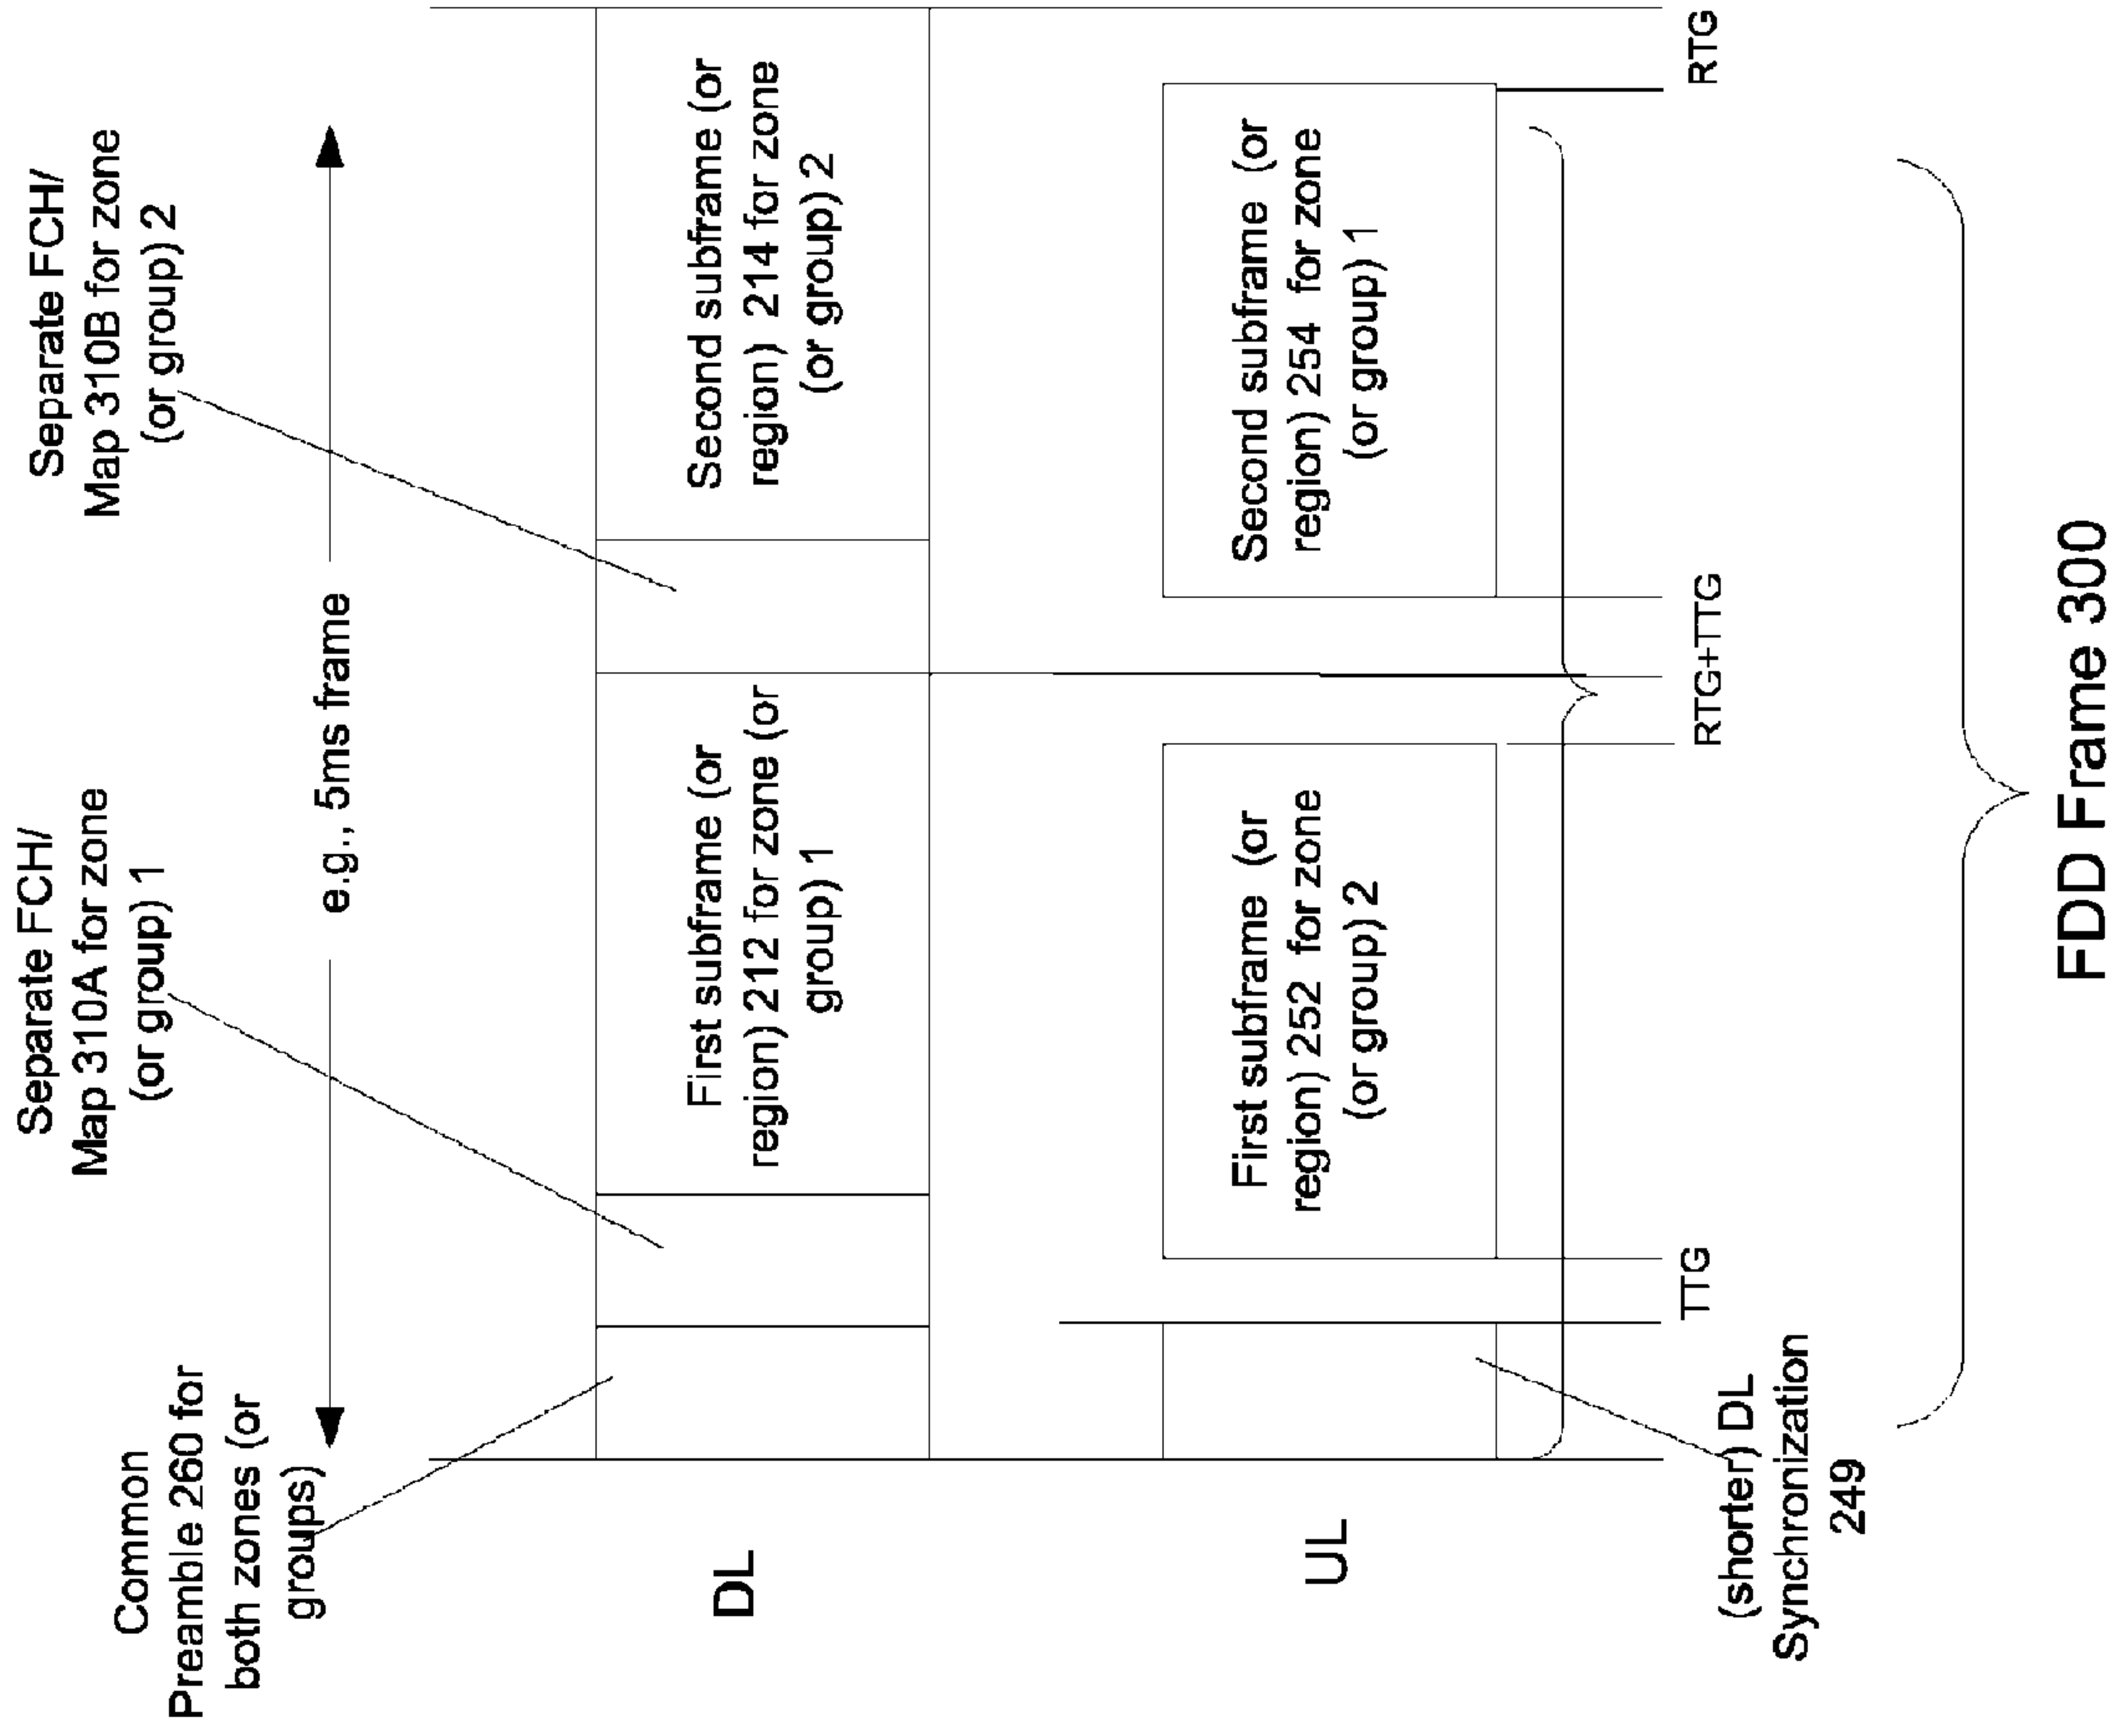 Common
Preamble 260 for
both zones (or
groups)
Separate FCH/
Map 310A for zone
(or group) 1
Separate FCH/
Map 310B for zone
(or group) 2
e.g., 5ms frame
DL
First subframe (or
region) 212 for zone (or
group) 1
Second subframe (or
region) 214 for zone
(or group) 2
UL
First subframe (or
region) 252 for zone
(or group) 2
Second subframe (or
region) 254 for zone
(or group) 1
(shorter) DL
Synchronization
249
TTG
RTG+TTG
RTG
FDD Frame 300